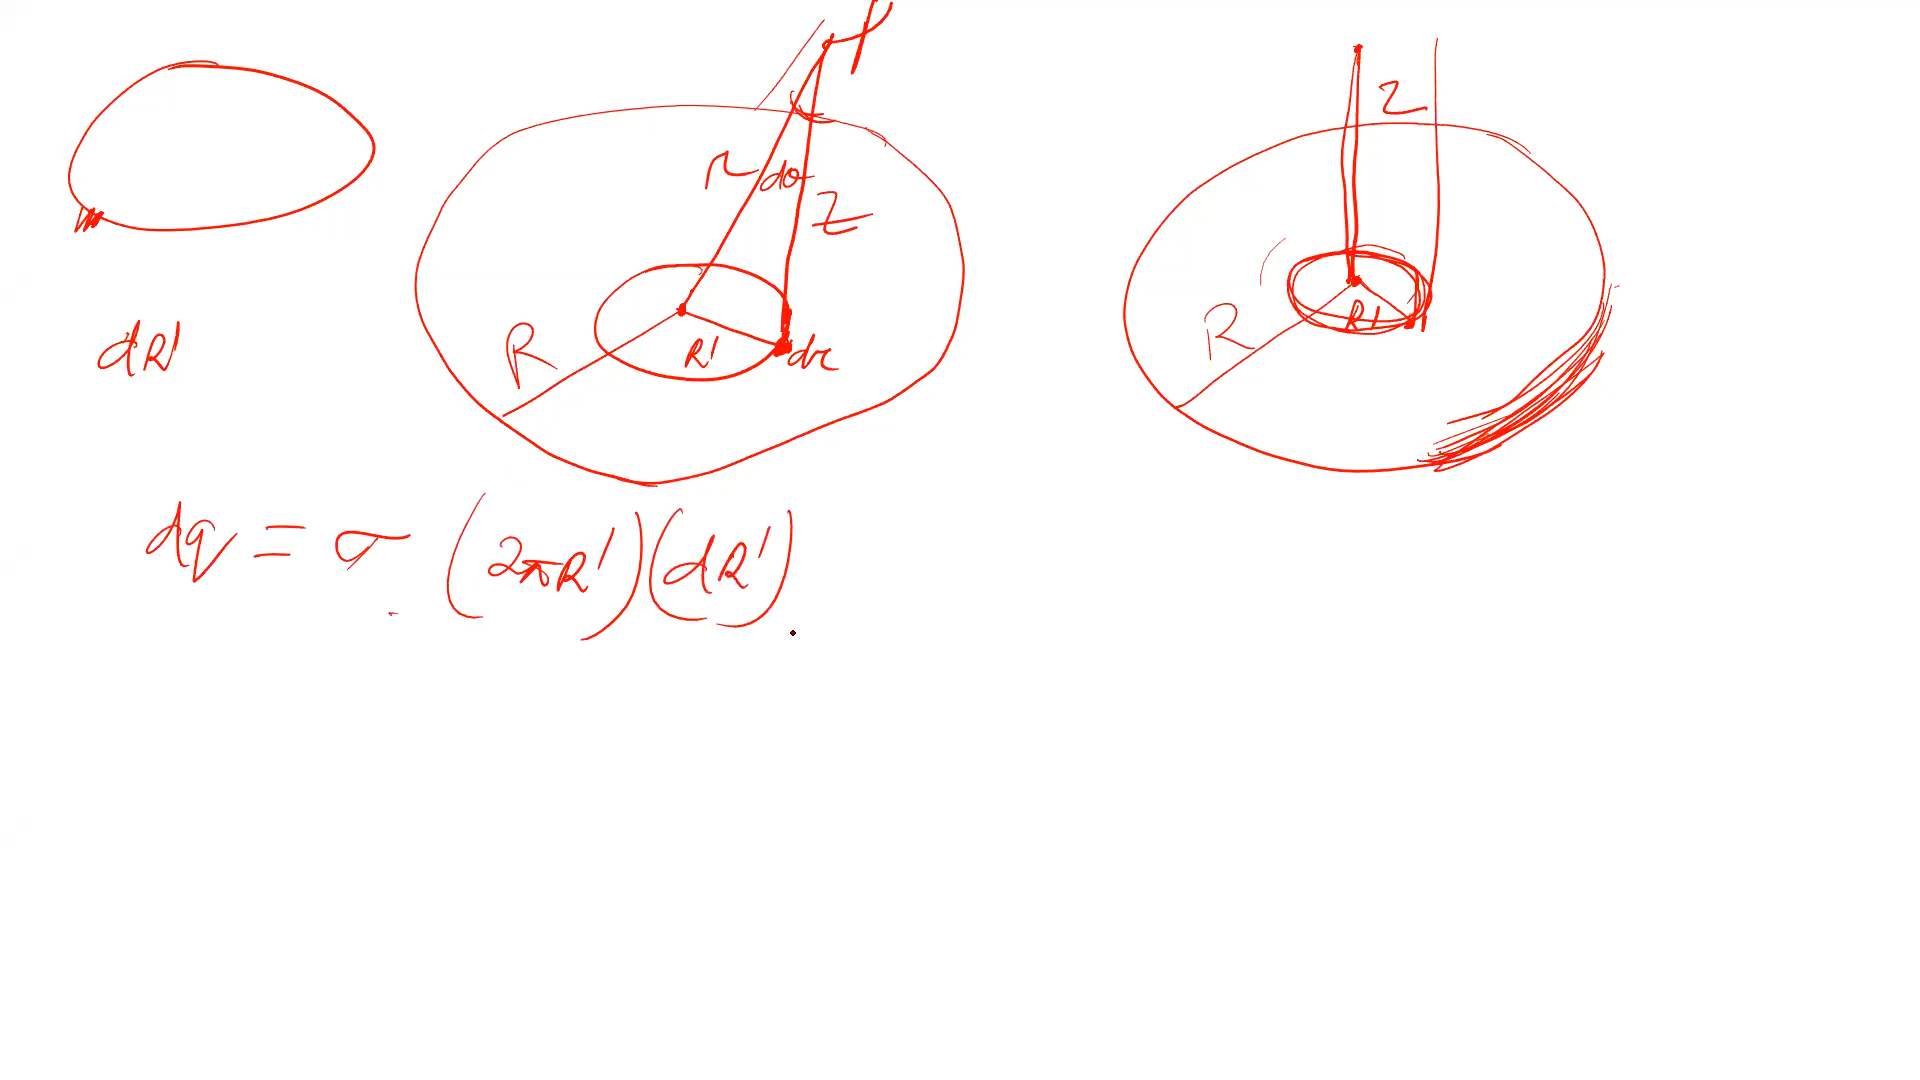 P
r
dθ
z
R
R'
dr
z
R
R'
dR'
dq = σ (2πR')(dR')